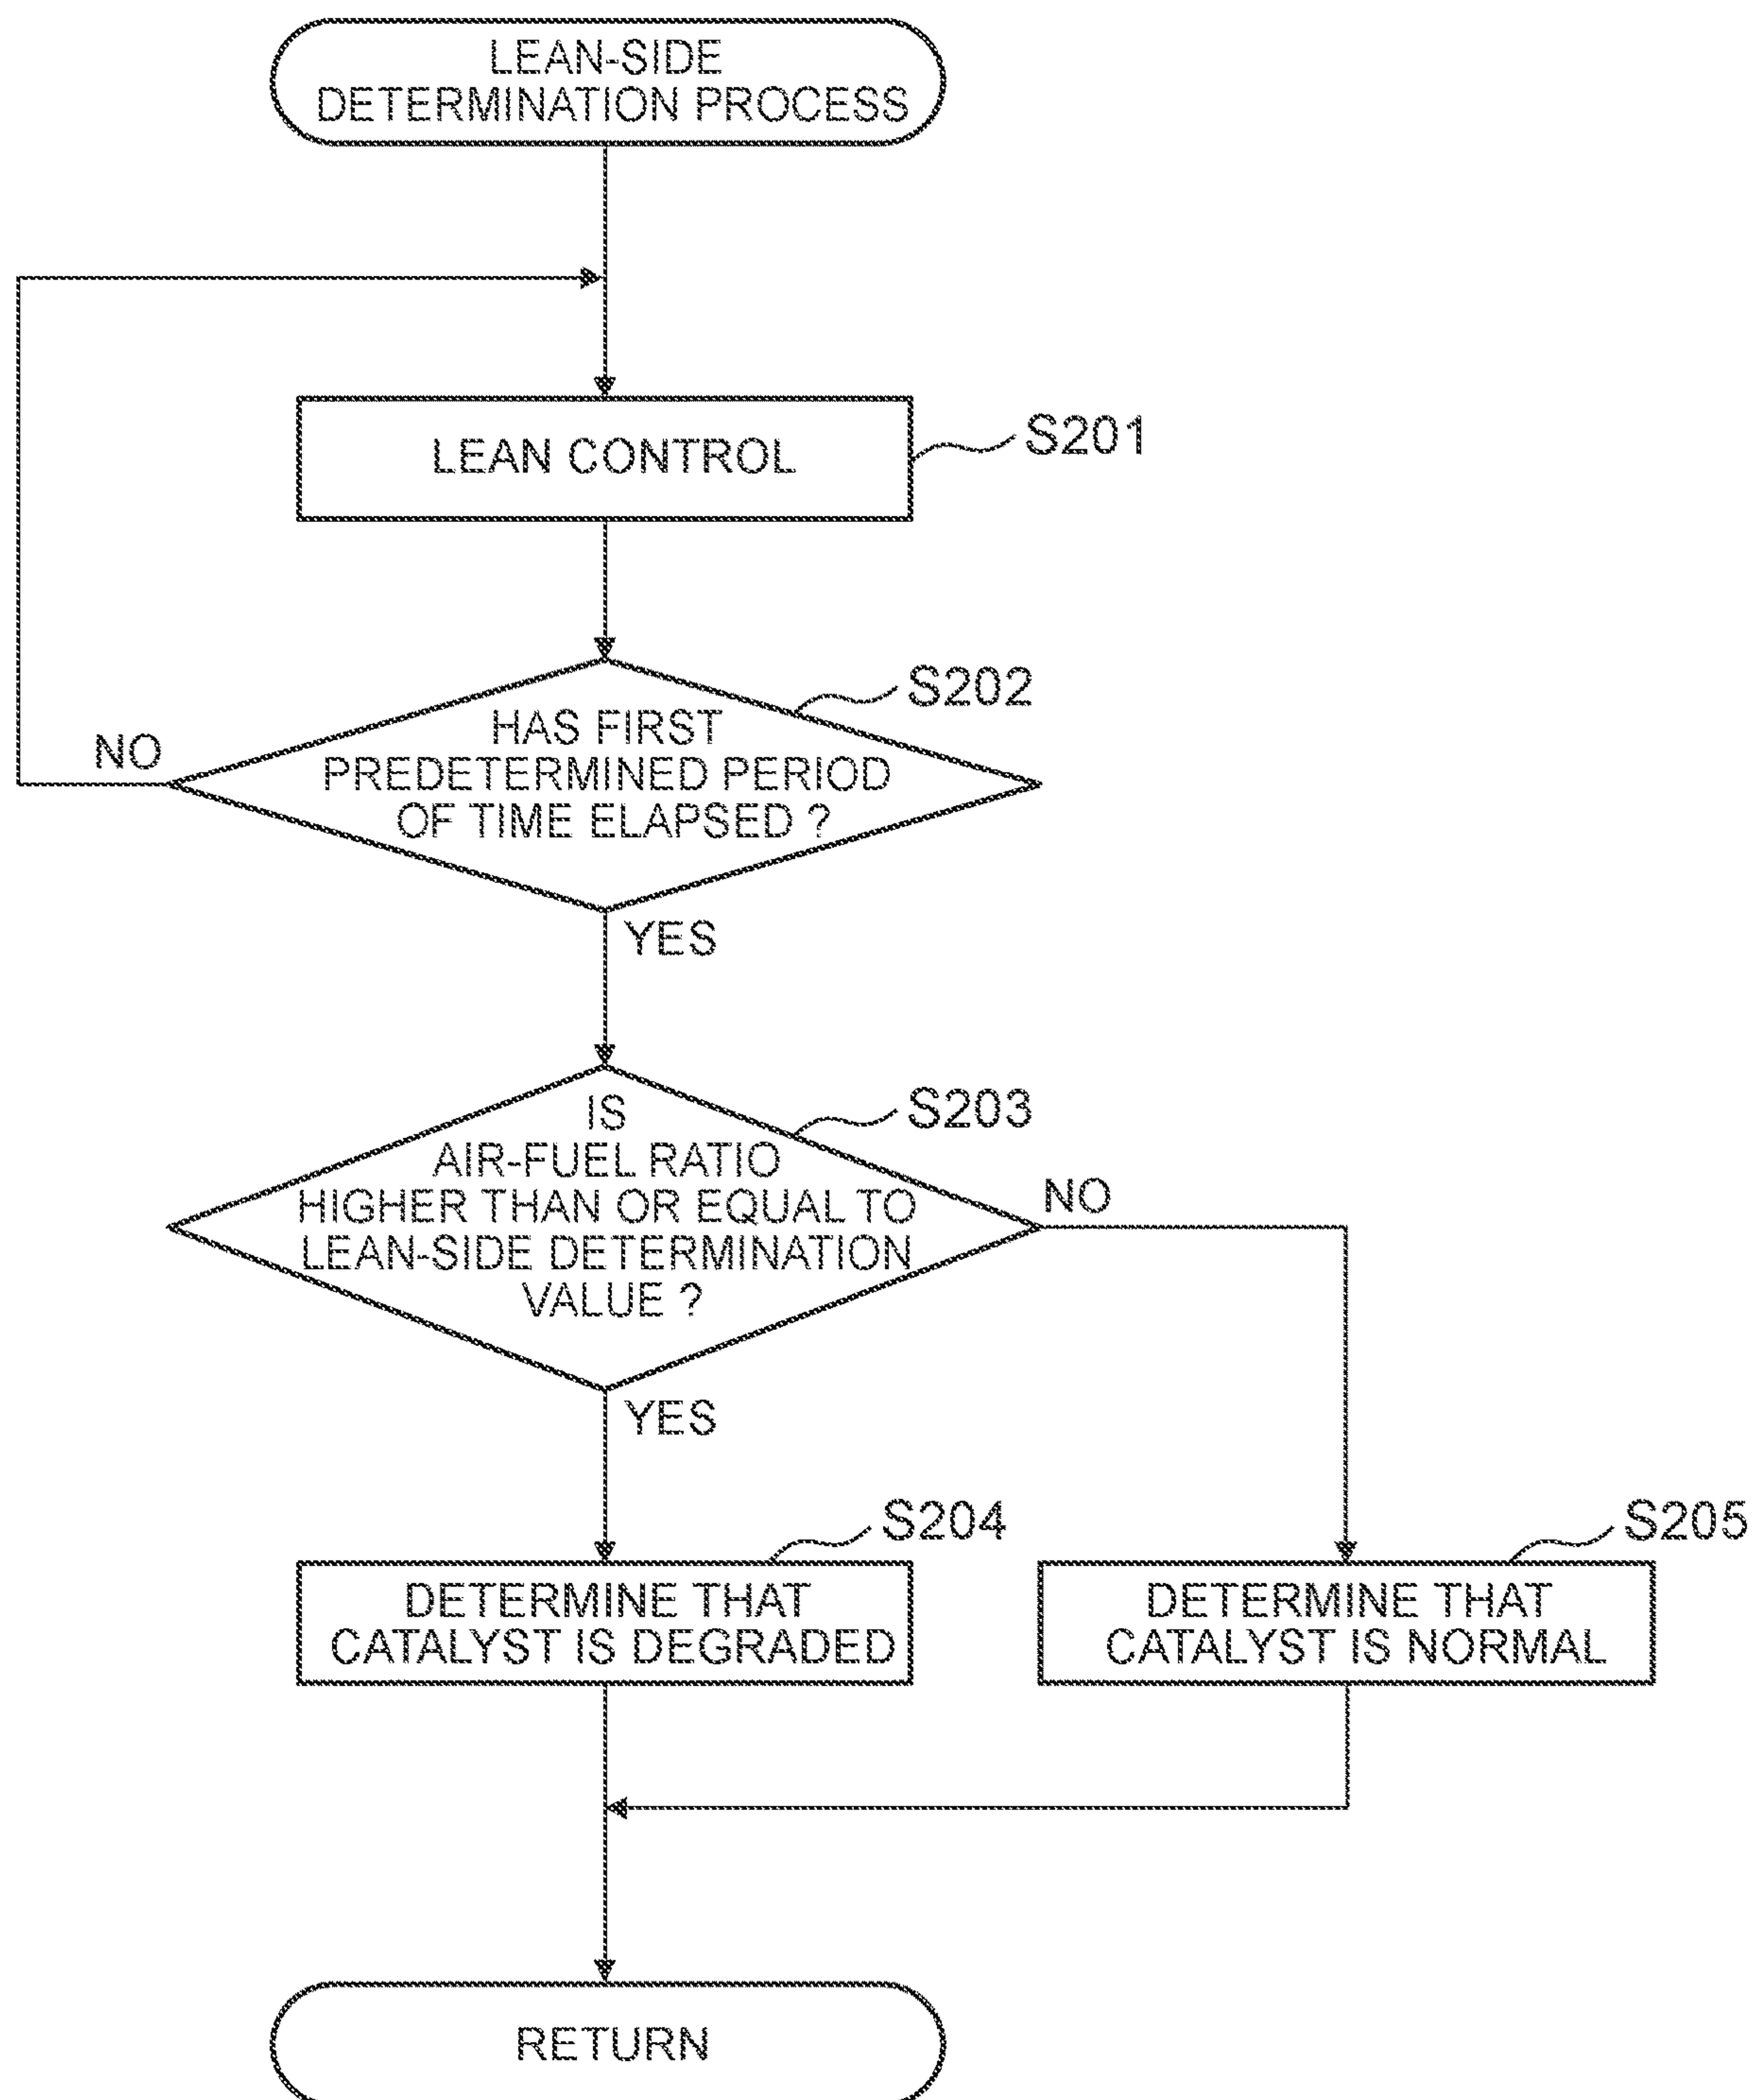 LEAN-SIDE
DETERMINATION PROCESS
LEAN CONTROL
S201
S202
HAS FIRST
PREDETERMINED PERIOD
OF TIME ELAPSED ?
NO
YES
S203
IS
AIR-FUEL RATIO
HIGHER THAN OR EQUAL TO
LEAN-SIDE DETERMINATION
VALUE ?
NO
YES
S204
DETERMINE THAT
CATALYST IS DEGRADED
S205
DETERMINE THAT
CATALYST IS NORMAL
RETURN